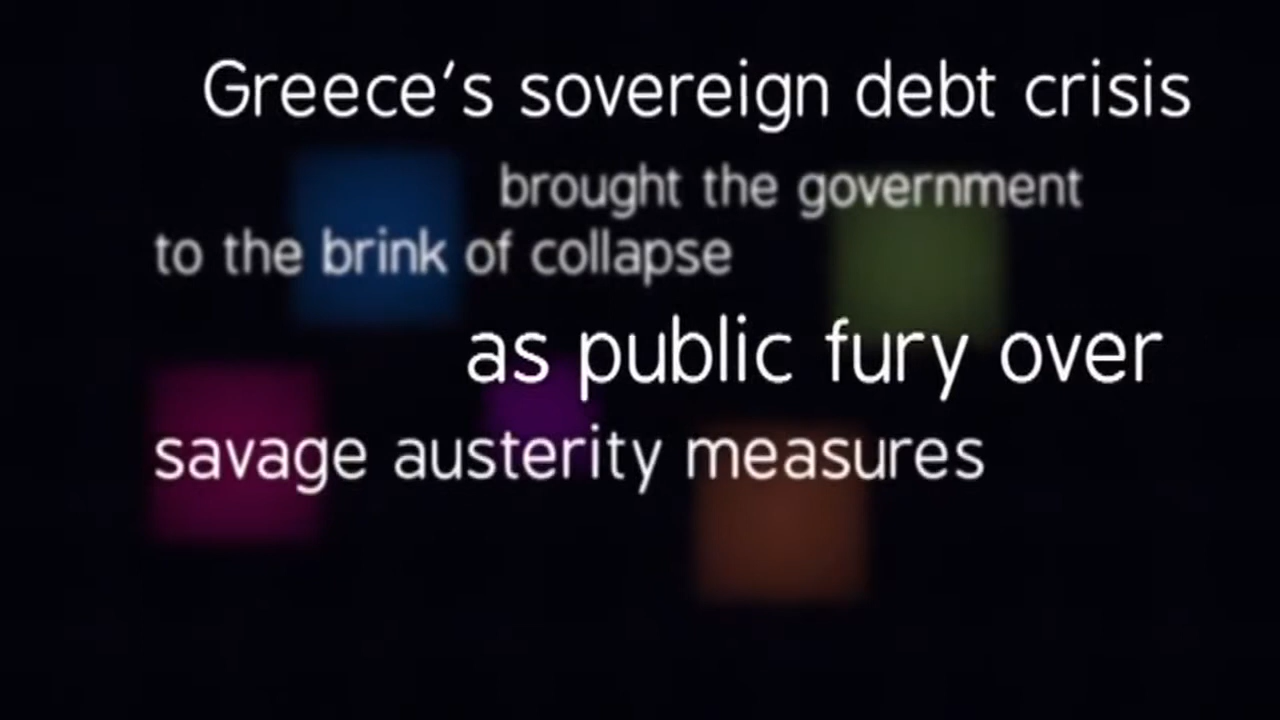 Greece's sovereign debt crisis
brought the government
to the brink of collapse
as public fury over
savage austerity measures